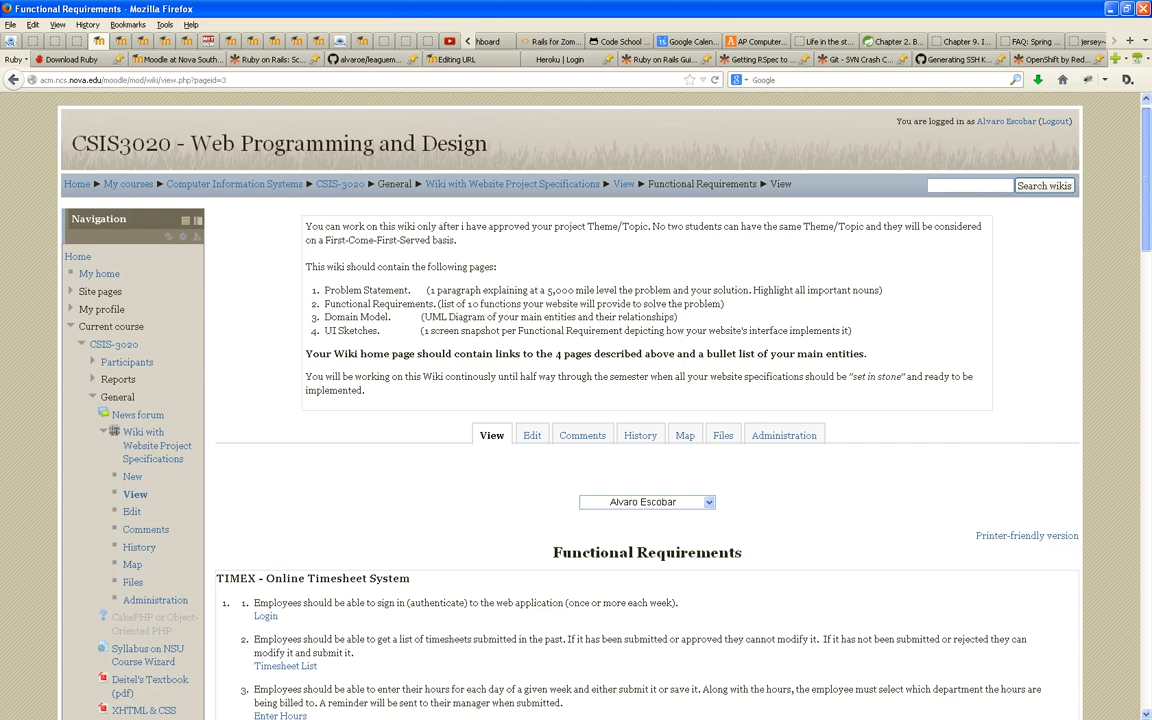 Functional Requirements - Mozilla Firefox
File Edit View History Bookmarks Tools Help
hboard Rails for Zom... Code School ... Google Calen... AP Computer... Life in the st... Chapter 2. B... Chapter 9. I... FAQ: Spring ... jersey-
Ruby Download Ruby Moodle at Nova South... Ruby on Rails: Sc... alvaroe/leaguem... Editing URL Heroku | Login Ruby on Rails Gui... Getting RSpec to ... Git - SVN Crash C... Generating SSH K... OpenShift by Red...
acm.ncs.nova.edu/moodle/mod/wiki/view.php?pageid=3 Google
You are logged in as Alvaro Escobar (Logout)
CSIS3020 - Web Programming and Design
Home ► My courses ► Computer Information Systems ► CSIS-3020 ► General ► Wiki with Website Project Specifications ► View ► Functional Requirements ► View Search wikis
Navigation
Home
My home
Site pages
My profile
Current course
CSIS-3020
Participants
Reports
General
News forum
Wiki with
Website Project
Specifications
New
View
Edit
Comments
History
Map
Files
Administration
CakePHP or Object-
Oriented PHP
Syllabus on NSU
Course Wizard
Deitel's Textbook
(pdf)
XHTML & CSS
You can work on this wiki only after i have approved your project Theme/Topic. No two students can have the same Theme/Topic and they will be considered
on a First-Come-First-Served basis.
This wiki should contain the following pages:
1. Problem Statement. (1 paragraph explaining at a 5,000 mile level the problem and your solution. Highlight all important nouns)
2. Functional Requirements. (list of 10 functions your website will provide to solve the problem)
3. Domain Model. (UML Diagram of your main entities and their relationships)
4. UI Sketches. (1 screen snapshot per Functional Requirement depicting how your website's interface implements it)
Your Wiki home page should contain links to the 4 pages described above and a bullet list of your main entities.
You will be working on this Wiki continously until half way through the semester when all your website specifications should be "set in stone" and ready to be
implemented.
View Edit Comments History Map Files Administration
Alvaro Escobar
Printer-friendly version
Functional Requirements
TIMEX - Online Timesheet System
1. 1. Employees should be able to sign in (authenticate) to the web application (once or more each week).
Login
2. Employees should be able to get a list of timesheets submitted in the past. If it has been submitted or approved they cannot modify it. If it has not been submitted or rejected they can
modify it and submit it.
Timesheet List
3. Employees should be able to enter their hours for each day of a given week and either submit it or save it. Along with the hours, the employee must select which department the hours are
being billed to. A reminder will be sent to their manager when submitted.
Enter Hours